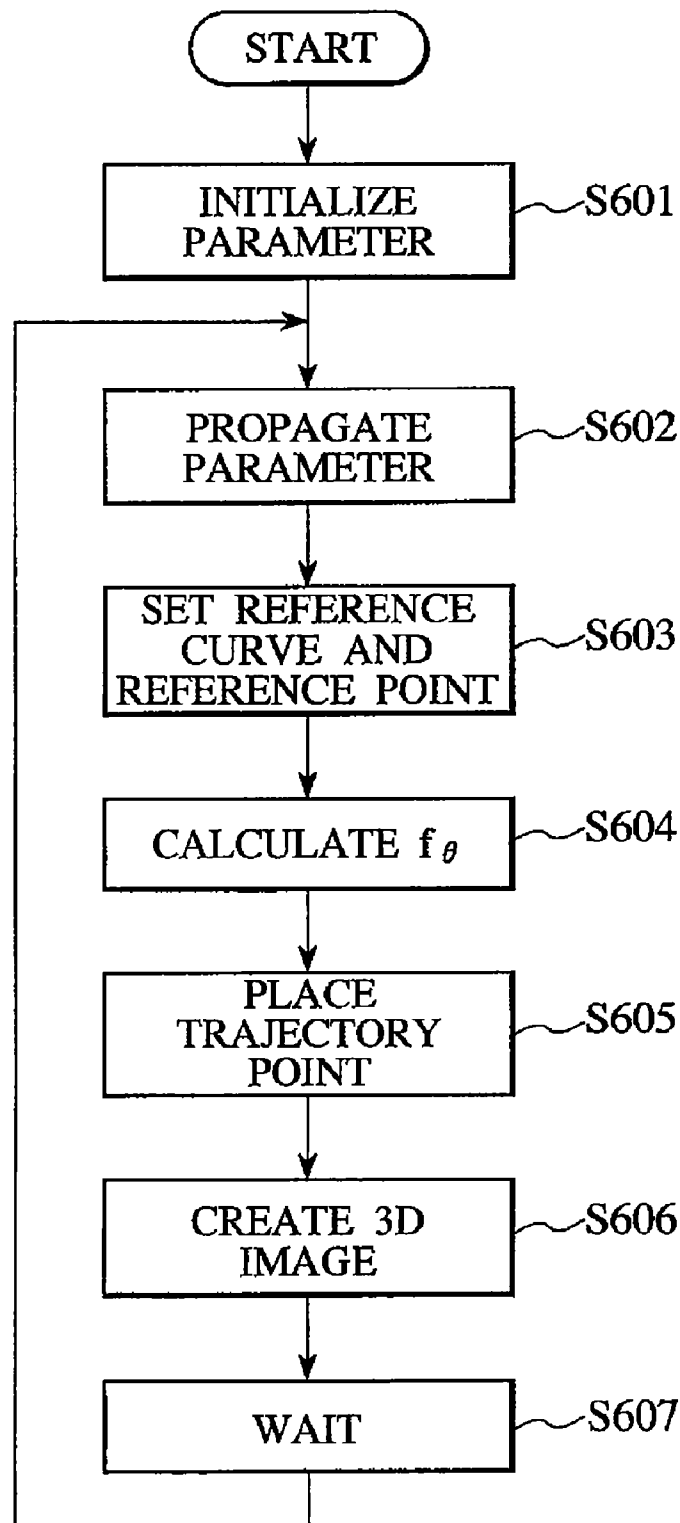 START
INITIALIZE
PARAMETER
S601
PROPAGATE
PARAMETER
S602
SET REFERENCE
CURVE AND
REFERENCE POINT
S603
CALCULATE fθ
S604
PLACE
TRAJECTORY
POINT
S605
CREATE 3D
IMAGE
S606
WAIT
S607